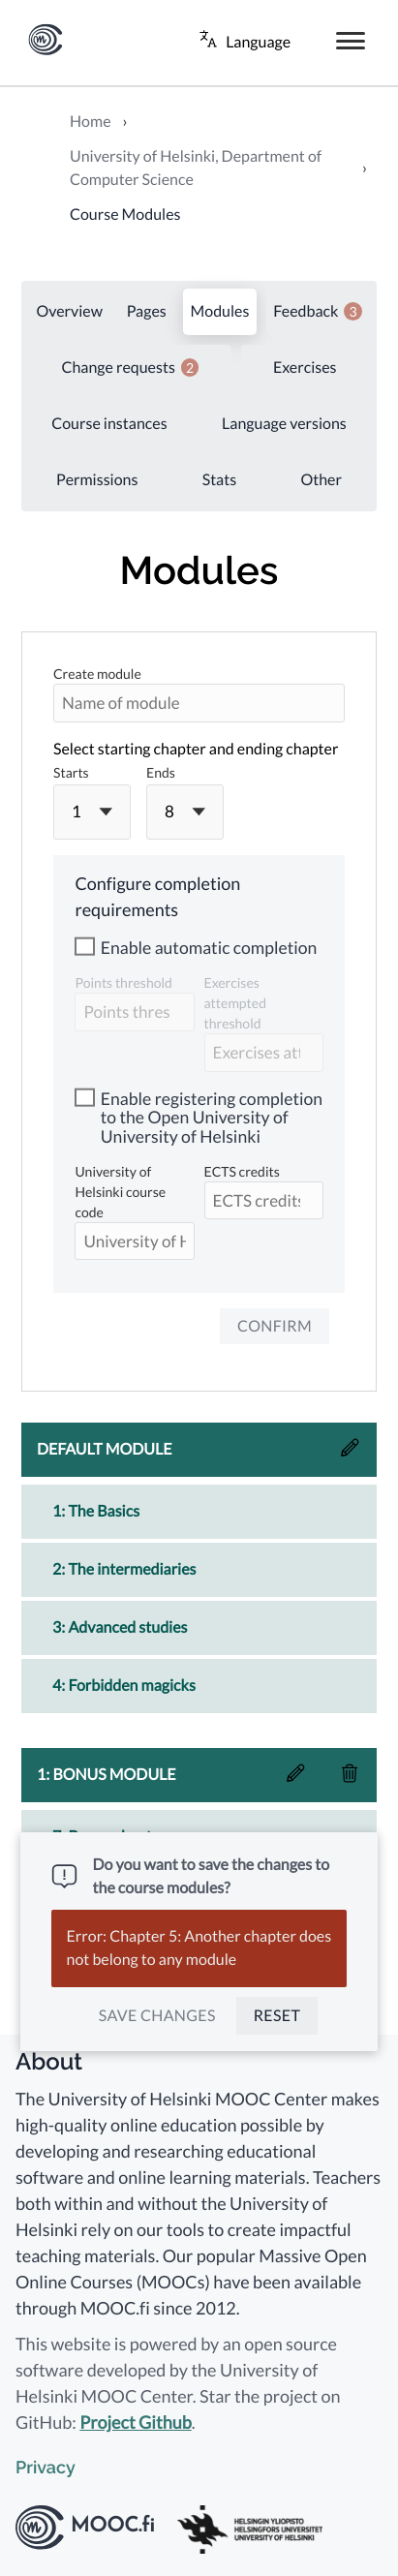 Language
Home ›
University of Helsinki, Department of
Computer Science ›
Course Modules
Overview Pages Modules Feedback 3
Change requests 2 Exercises
Course instances Language versions
Permissions Stats Other
Modules
Create module
Name of module
Select starting chapter and ending chapter
Starts Ends
1 8
Configure completion
requirements
Enable automatic completion
Points threshold
Points thres
Exercises
attempted
threshold
Exercises att
Enable registering completion
to the Open University of
University of Helsinki
University of
Helsinki course
code
University of H
ECTS credits
ECTS credits
CONFIRM
DEFAULT MODULE
1: The Basics
2: The intermediaries
3: Advanced studies
4: Forbidden magicks
1: BONUS MODULE
Do you want to save the changes to
the course modules?
Error: Chapter 5: Another chapter does
not belong to any module
SAVE CHANGES RESET
About
The University of Helsinki MOOC Center makes
high-quality online education possible by
developing and researching educational
software and online learning materials. Teachers
both within and without the University of
Helsinki rely on our tools to create impactful
teaching materials. Our popular Massive Open
Online Courses (MOOCs) have been available
through MOOC.fi since 2012.
This website is powered by an open source
software developed by the University of
Helsinki MOOC Center. Star the project on
GitHub: Project Github.
Privacy
MOOC.fi
HELSINGIN YLIOPISTO
HELSINGFORS UNIVERSITET
UNIVERSITY OF HELSINKI